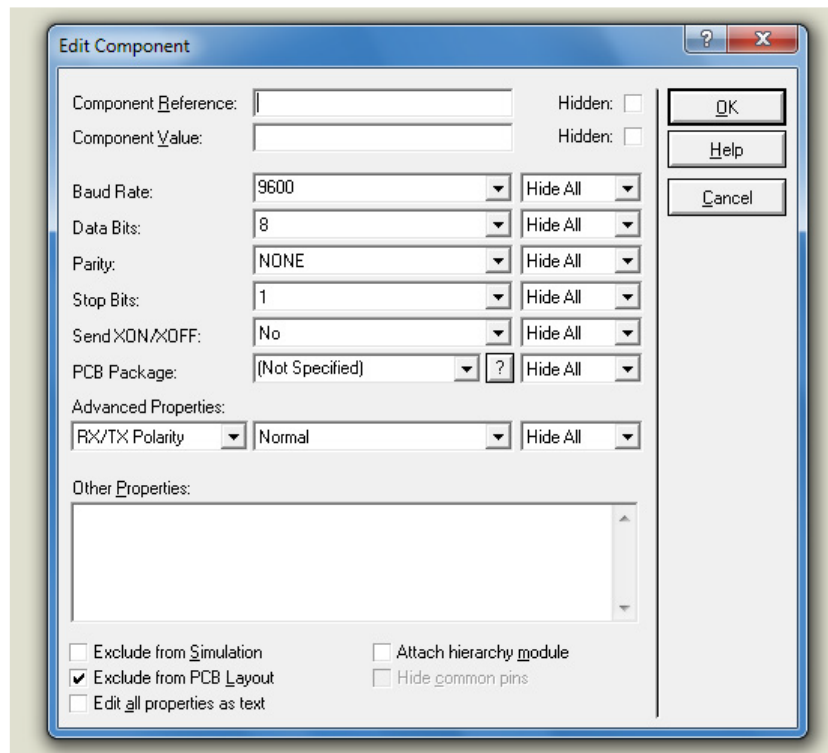 Edit Component
Component Reference: Hidden:
Component Value: Hidden:
OK
Help
Cancel
Baud Rate: 9600 Hide All
Data Bits: 8 Hide All
Parity: NONE Hide All
Stop Bits: 1 Hide All
Send XON/XOFF: No Hide All
PCB Package: (Not Specified) ? Hide All
Advanced Properties:
RX/TX Polarity Normal Hide All
Other Properties:
Exclude from Simulation Attach hierarchy module
Exclude from PCB Layout Hide common pins
Edit all properties as text